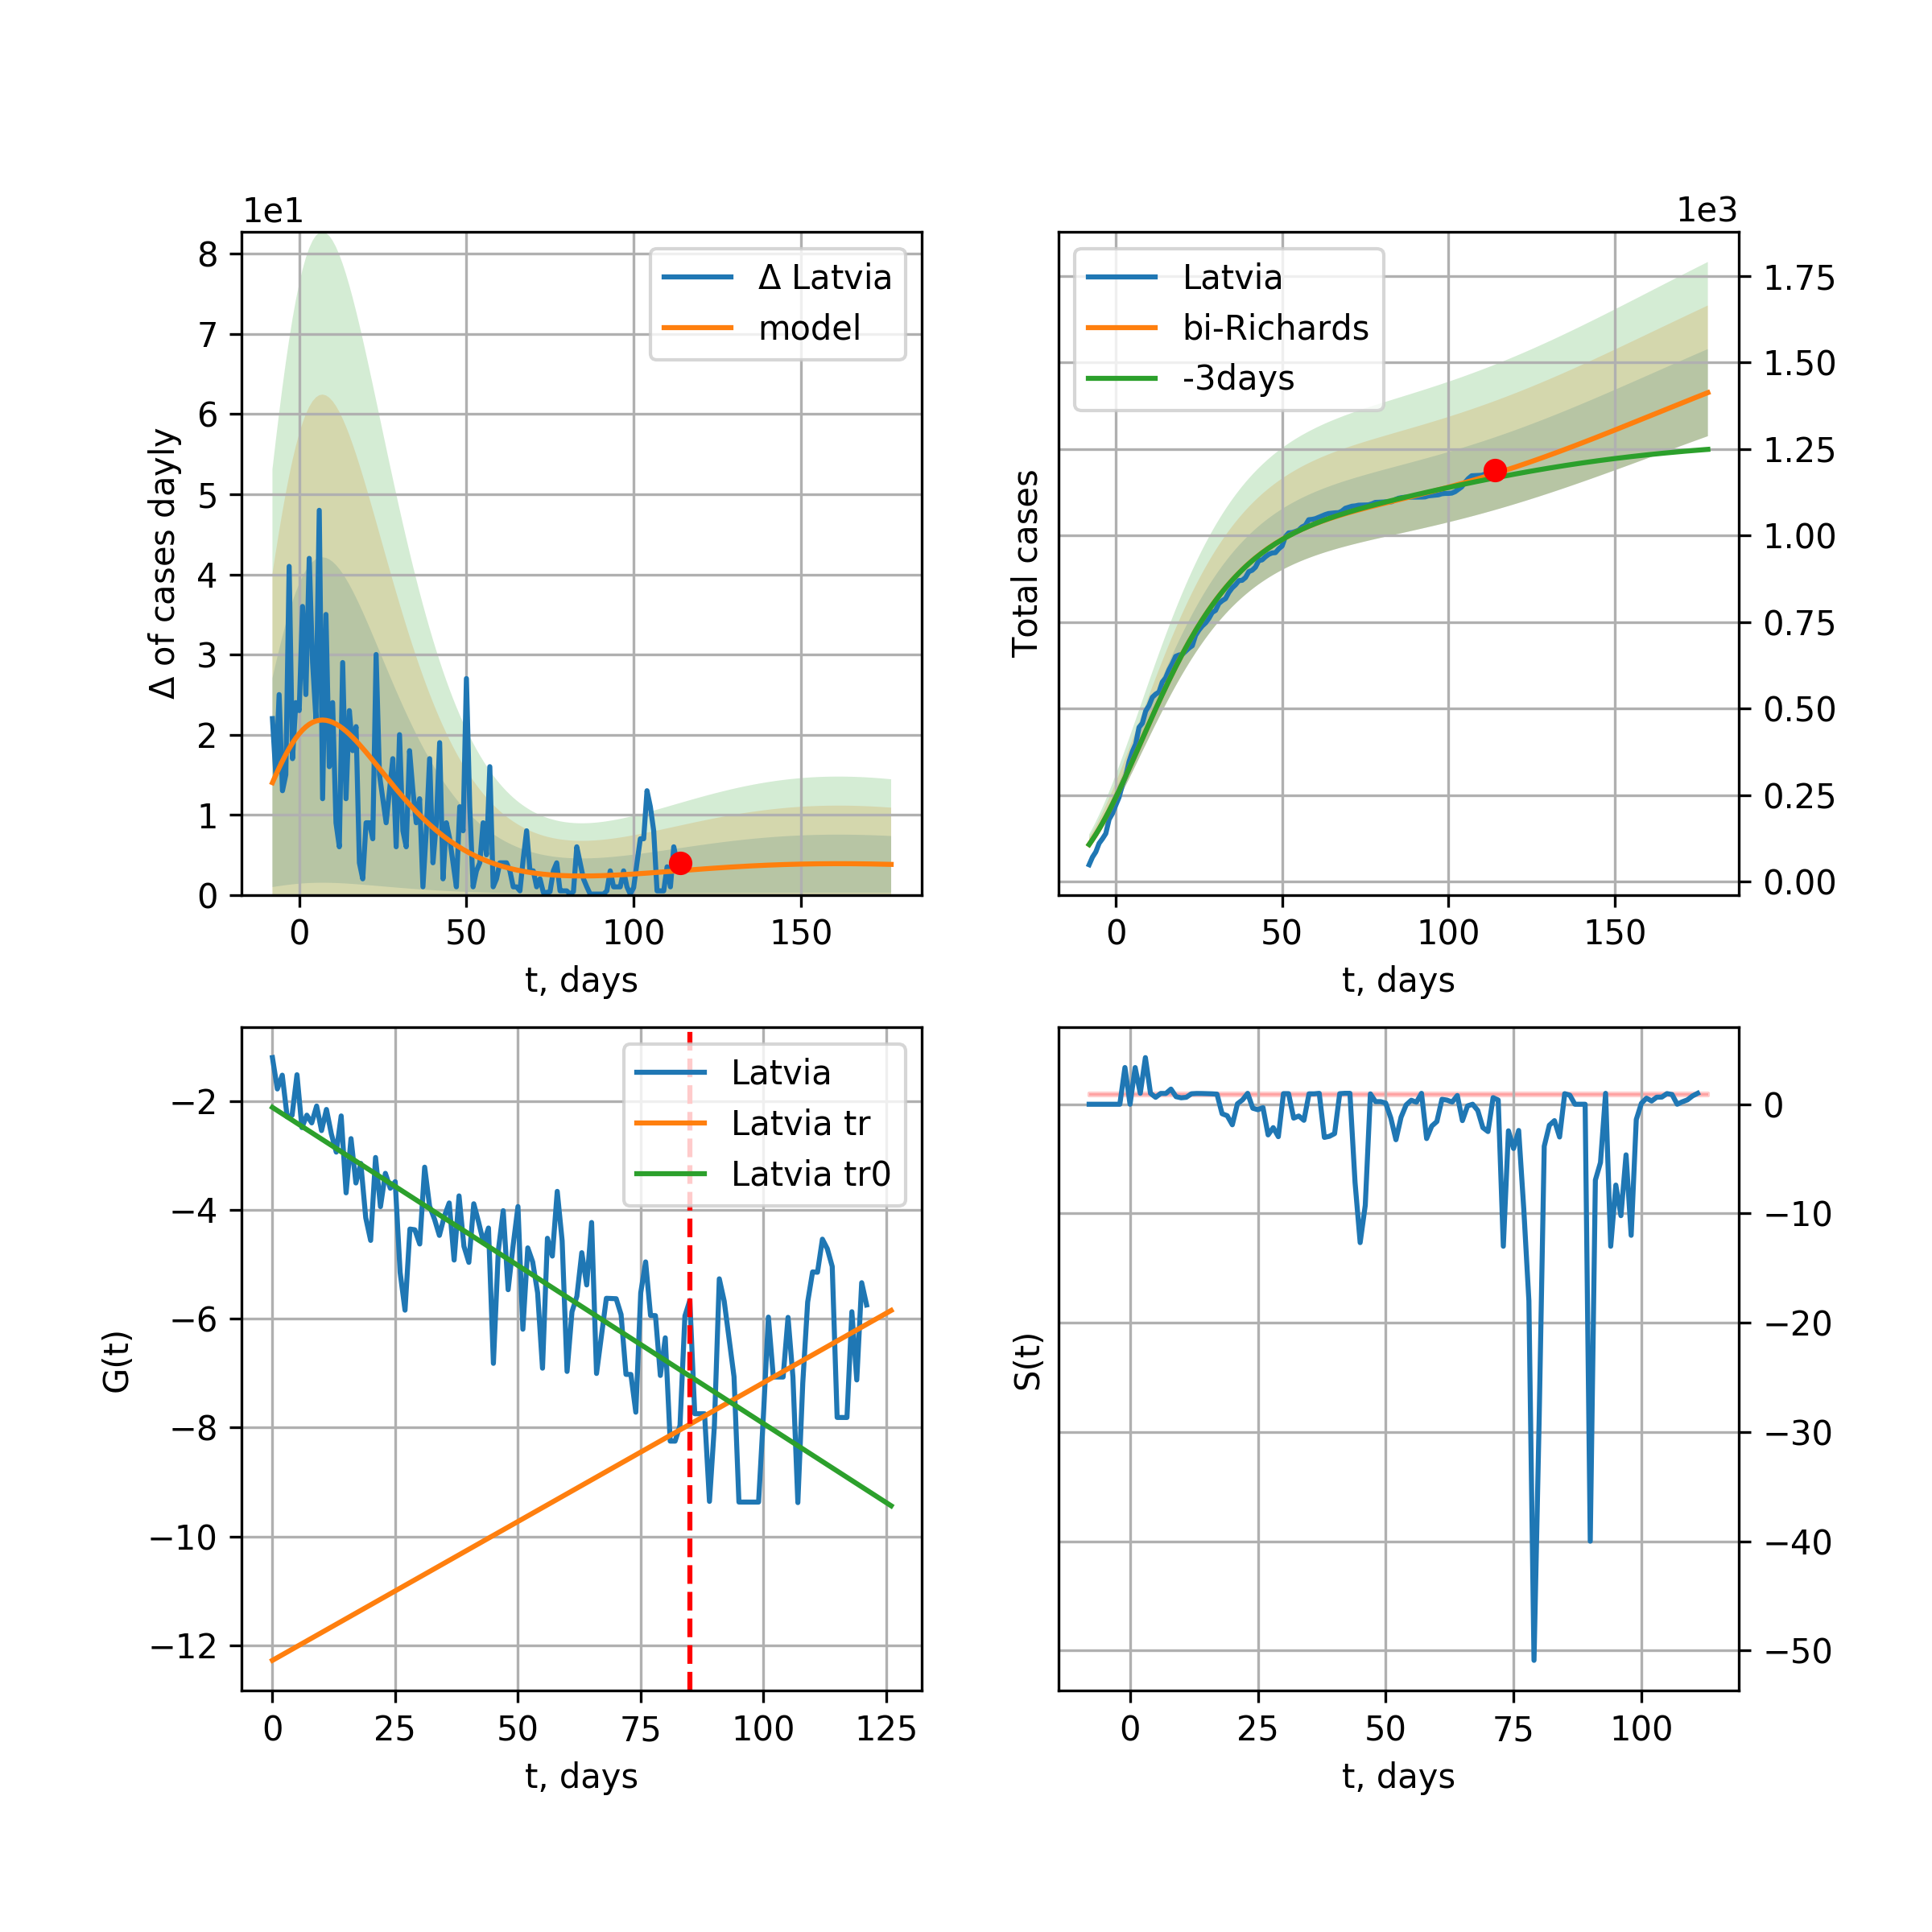 1e1
8
7
6
5
4
3
2
1
0
Δ of cases dayly
Δ Latvia
model
0 50 100 150
t, days
1e3
Latvia
bi-Richards
-3days
1.75
1.50
1.25
1.00
0.75
0.50
0.25
0.00
Total cases
0 50 100 150
t, days
−2
−4
−6
−8
−10
−12
G(t)
Latvia
Latvia tr
Latvia tr0
0 25 50 75 100 125
t, days
0
−10
−20
−30
−40
−50
S(t)
0 25 50 75 100
t, days